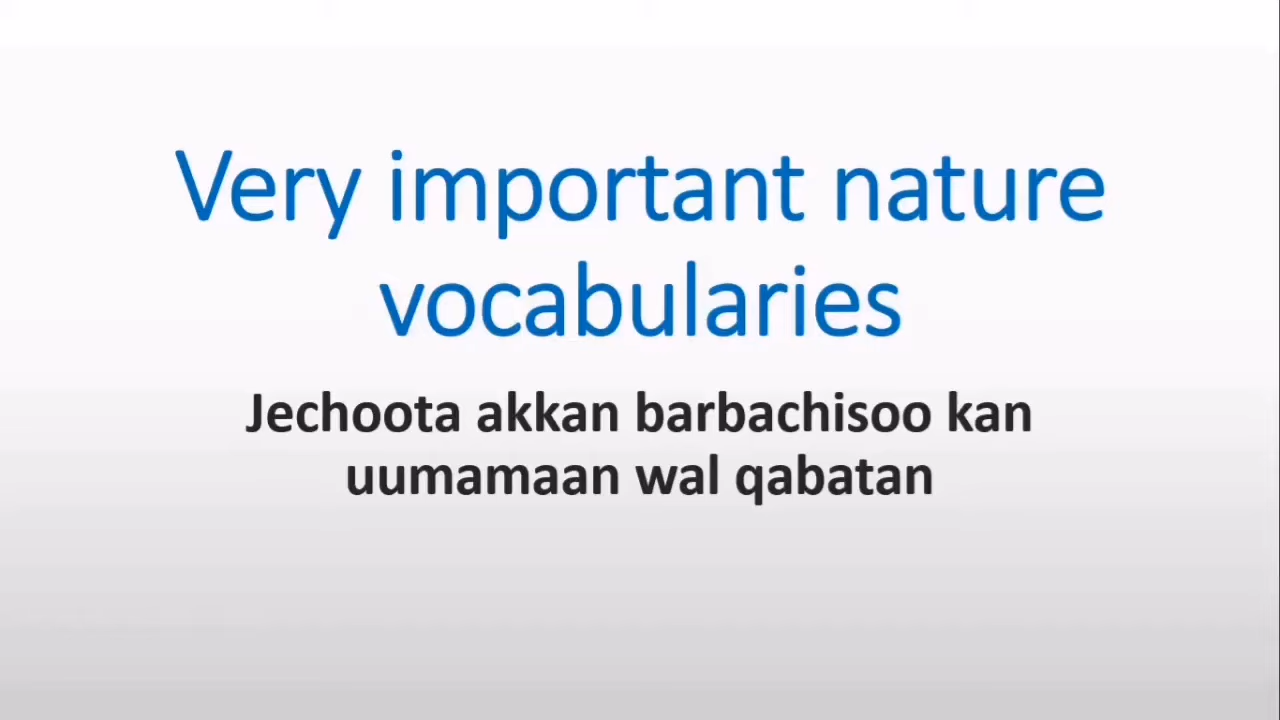 Very important nature
vocabularies
Jechoota akkan barbachisoo kan
uumamaan wal qabatan